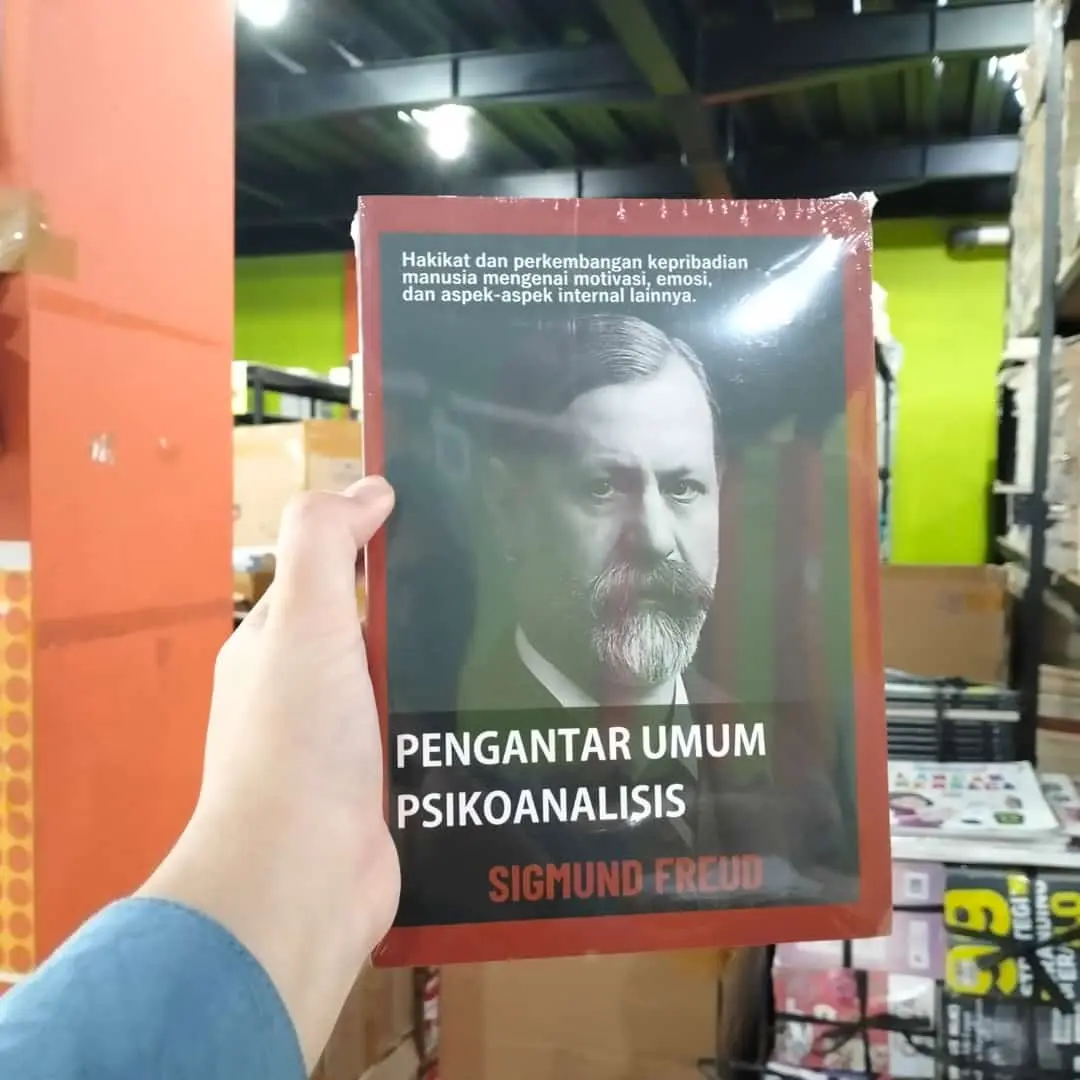 Hakikat dan perkembangan kepribadian
manusia mengenai motivasi, emosi,
dan aspek-aspek internal lainnya.
PENGANTAR UMUM
PSIKOANALISIS
SIGMUND FREUD